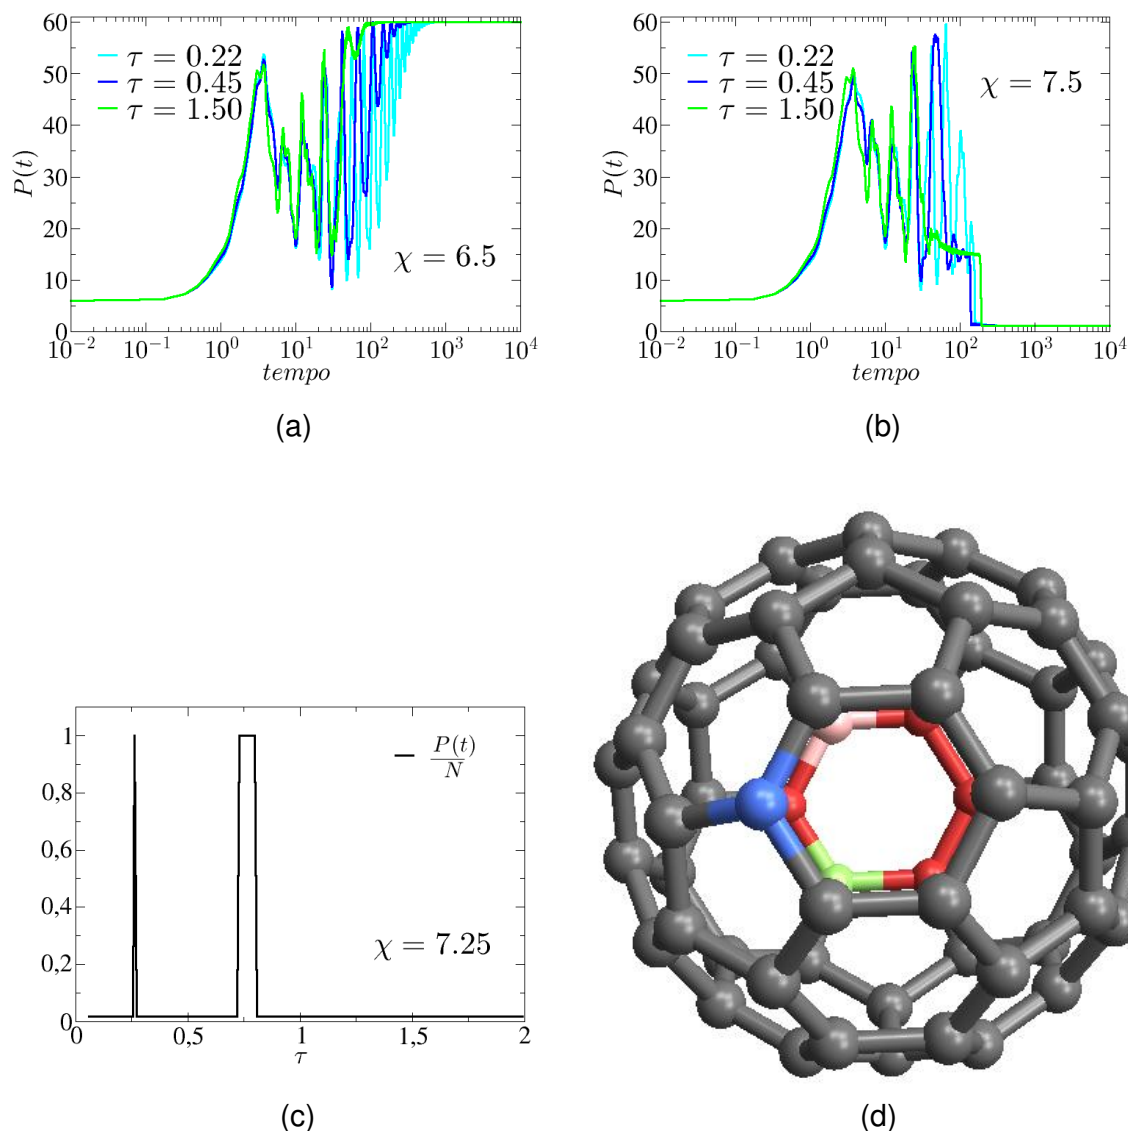 60
50
40
30
20
10
0
P(t)
τ = 0.22
τ = 0.45
τ = 1.50
χ = 6.5
10⁻² 10⁻¹ 10⁰ 10¹ 10² 10³ 10⁴
tempo
(a)
60
50
40
30
20
10
0
P(t)
τ = 0.22
τ = 0.45
τ = 1.50
χ = 7.5
10⁻² 10⁻¹ 10⁰ 10¹ 10² 10³ 10⁴
tempo
(b)
1
0,8
0,6
0,4
0,2
0
P(t)
N
χ = 7.25
0 0,5 1 1,5 2
τ
(c)
(d)